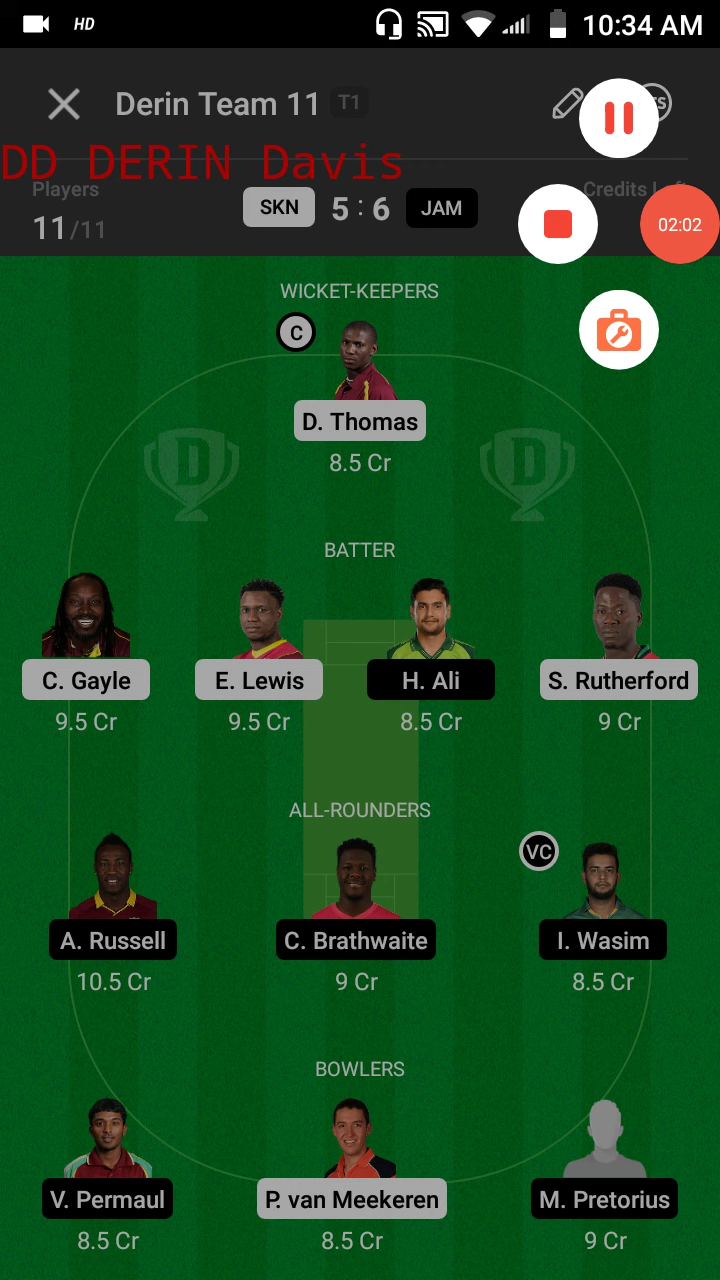 HD 10:34 AM
Derin Team 11 T1
DD DERIN Davis
Players Credits Left
11/11 SKN 5 : 6 JAM 02:02
WICKET-KEEPERS
C
D. Thomas
8.5 Cr
BATTER
C. Gayle E. Lewis H. Ali S. Rutherford
9.5 Cr 9.5 Cr 8.5 Cr 9 Cr
ALL-ROUNDERS
VC
A. Russell C. Brathwaite I. Wasim
10.5 Cr 9 Cr 8.5 Cr
BOWLERS
V. Permaul P. van Meekeren M. Pretorius
8.5 Cr 8.5 Cr 9 Cr